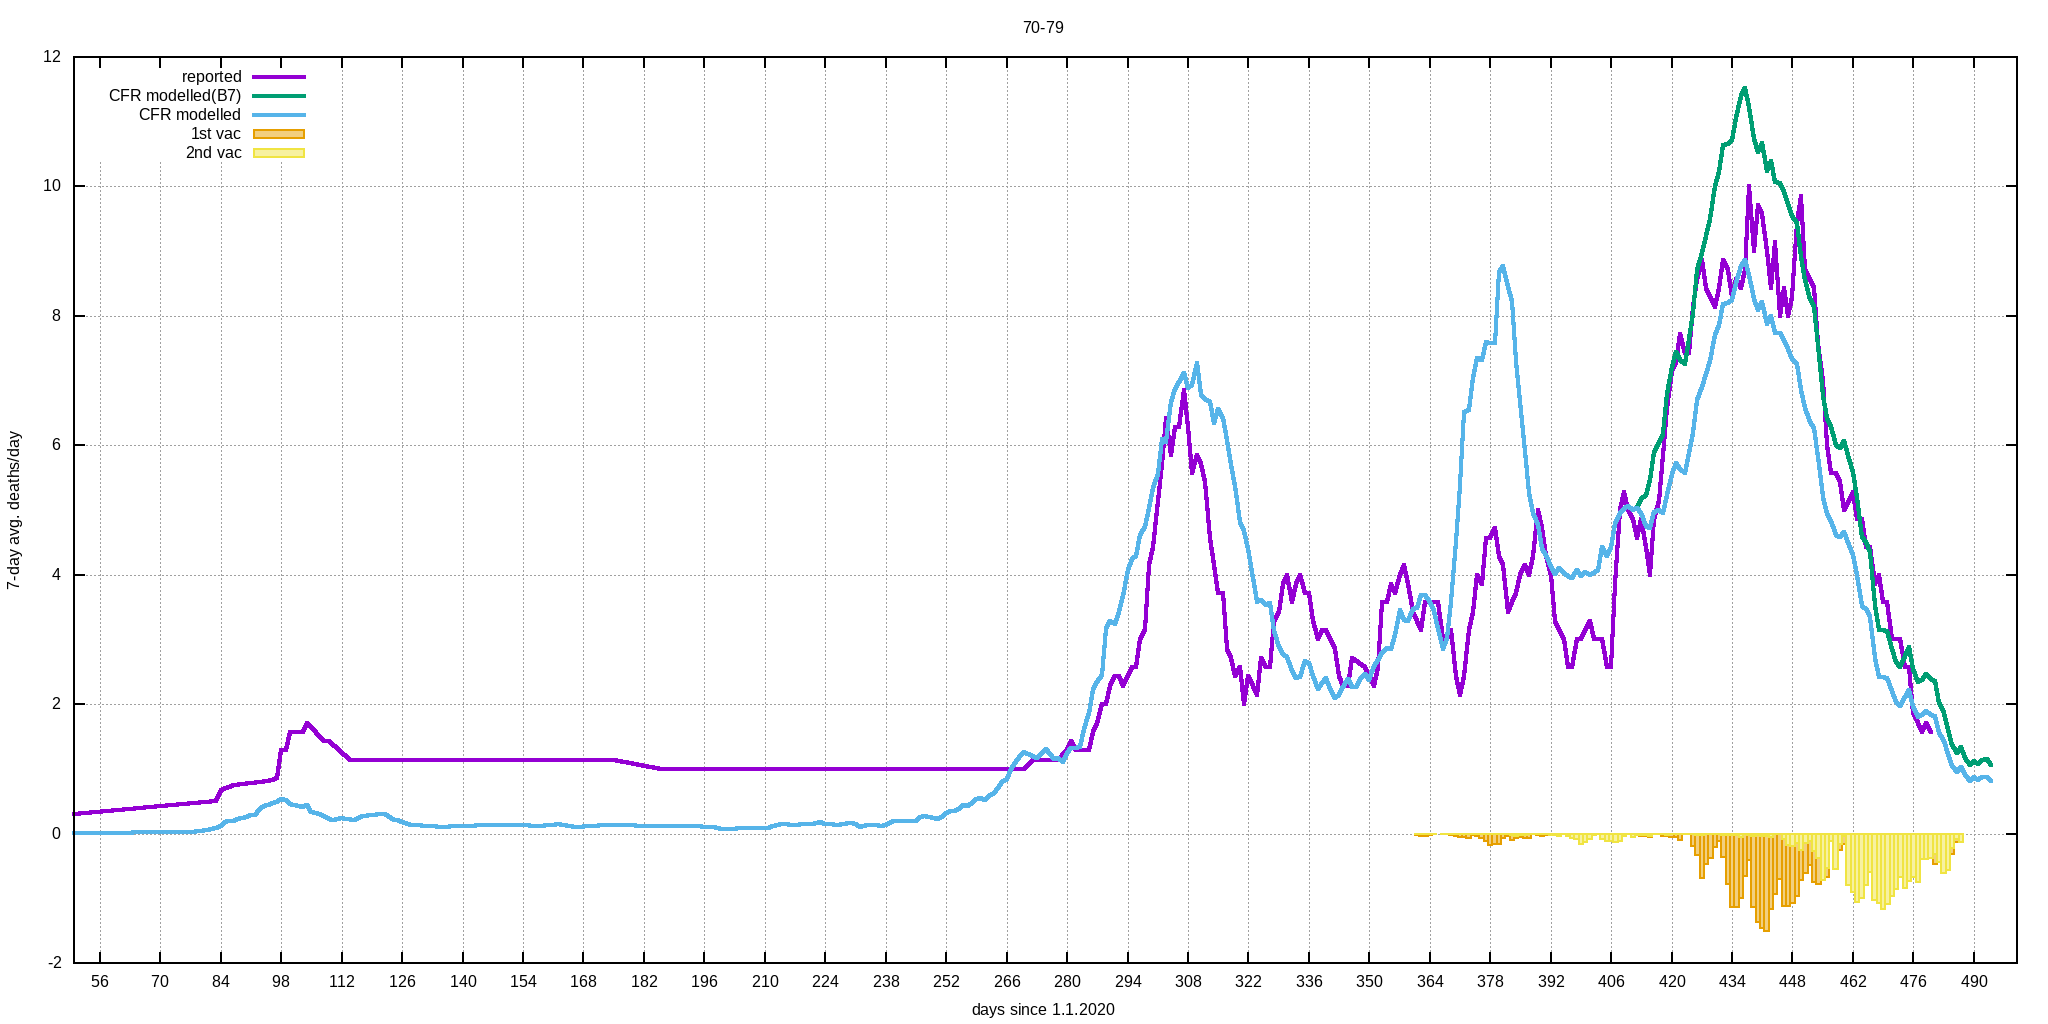 70-79
12
10
8
6
4
2
0
-2
7-day avg. deaths/day
reported
CFR modelled(B7)
CFR modelled
1st vac
2nd vac
56 70 84 98 112 126 140 154 168 182 196 210 224 238 252 266 280 294 308 322 336 350 364 378 392 406 420 434 448 462 476 490
days since 1.1.2020